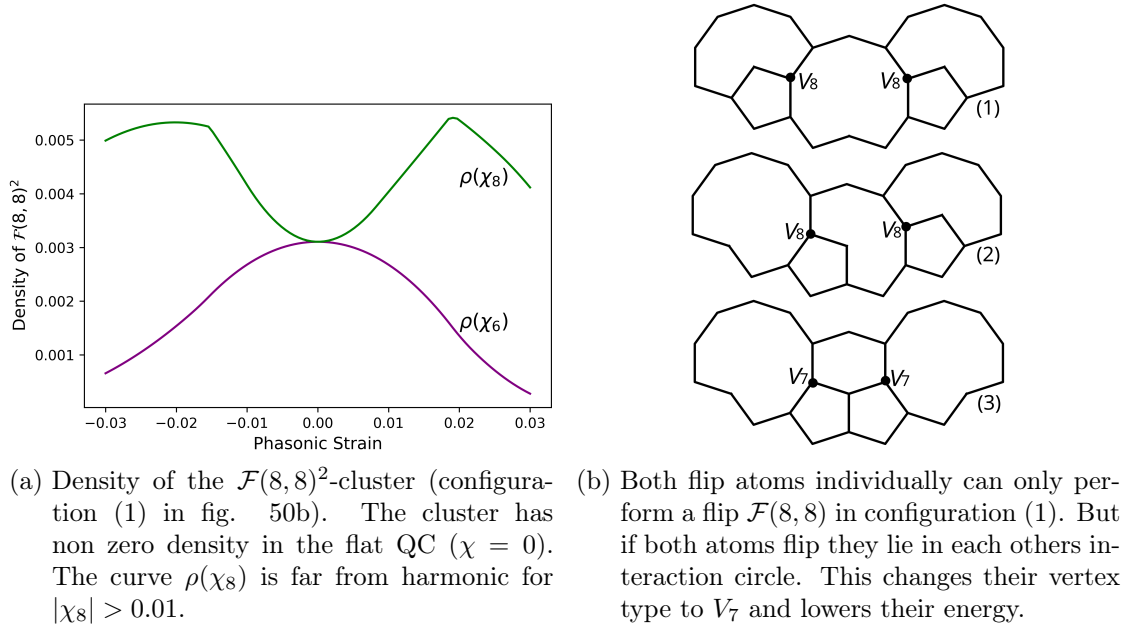 Density of 𝓕(8, 8)²
0.005
0.004
0.003
0.002
0.001
ρ(χ₈)
ρ(χ₆)
−0.03 −0.02 −0.01 0.00 0.01 0.02 0.03
Phasonic Strain
V₈ V₈
(1)
V₈ V₈
(2)
V₇ V₇
(3)
(a) Density of the 𝓕(8, 8)²-cluster (configura-
tion (1) in fig. 50b). The cluster has
non zero density in the flat QC (χ = 0).
The curve ρ(χ₈) is far from harmonic for
|χ₈| > 0.01.
(b) Both flip atoms individually can only per-
form a flip 𝓕(8, 8) in configuration (1). But
if both atoms flip they lie in each others in-
teraction circle. This changes their vertex
type to V₇ and lowers their energy.